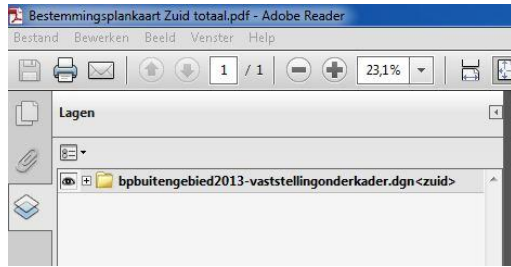 Bestemmingsplankaart Zuid totaal.pdf - Adobe Reader
Bestand Bewerken Beeld Venster Help
1 / 1 23,1%
Lagen
bpbuitengebied2013-vaststellingonderkader.dgn<zuid>